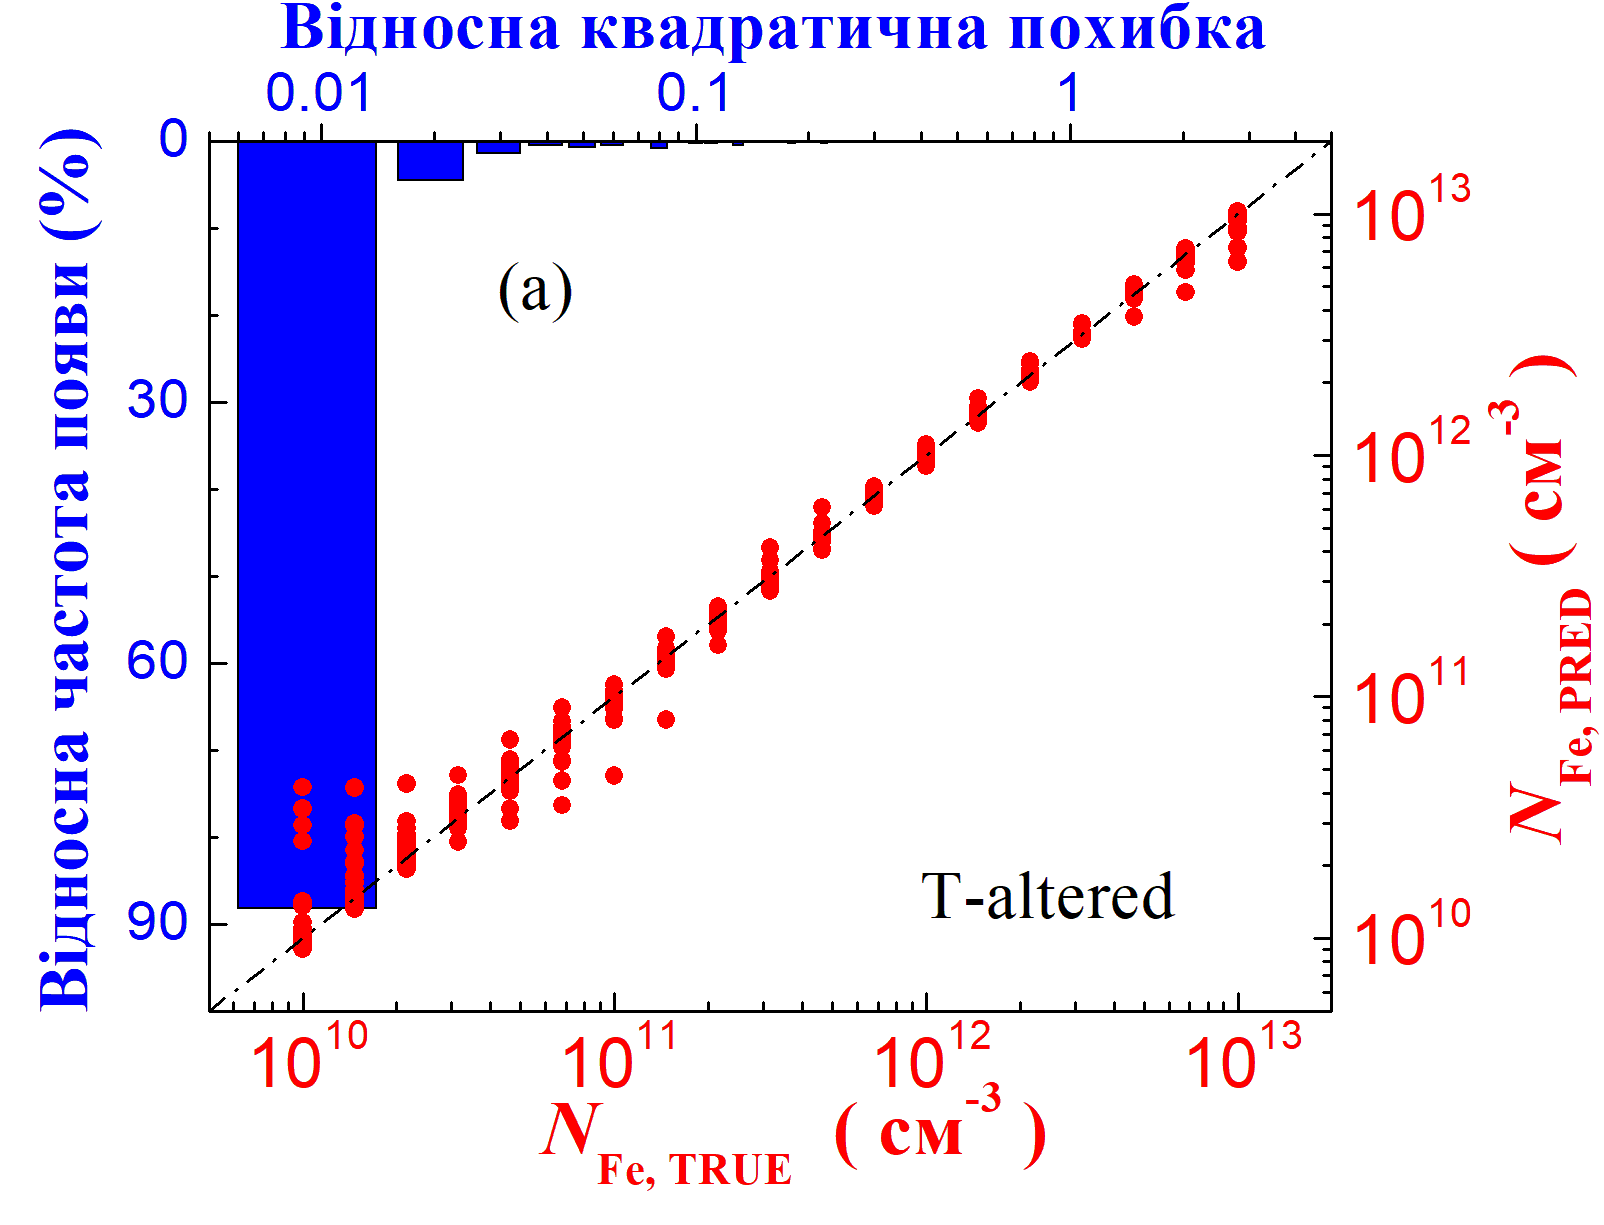 Відносна квадратична похибка
0.01 0.1 1
Відносна частота появи (%)
0
30
60
90
(a)
T-altered
10^13
10^12
10^11
10^10
N_Fe, PRED ( см^-3 )
10^10 10^11 10^12 10^13
N_Fe, TRUE ( см^-3 )